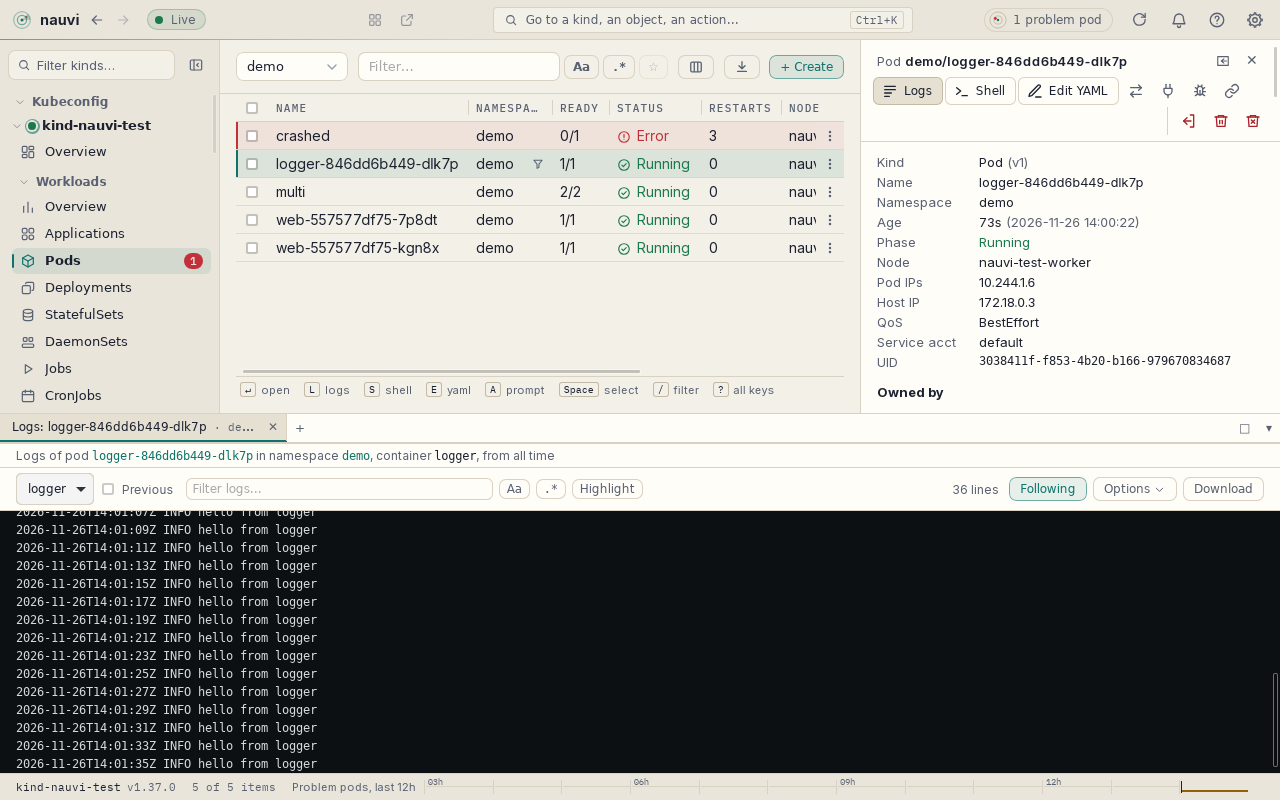 nauvi
Live
Go to a kind, an object, an action...
Ctrl+K
1 problem pod
Filter kinds...
Kubeconfig
kind-nauvi-test
Overview
Workloads
Overview
Applications
Pods 1
Deployments
StatefulSets
DaemonSets
Jobs
CronJobs
demo
Filter...
Aa
.*
+ Create
NAME NAMESPA... READY STATUS RESTARTS NODE
crashed demo 0/1 Error 3 nauv
logger-846dd6b449-dlk7p demo 1/1 Running 0 nauv
multi demo 2/2 Running 0 nauv
web-557577df75-7p8dt demo 1/1 Running 0 nauv
web-557577df75-kgn8x demo 1/1 Running 0 nauv
↵ open L logs S shell E yaml A prompt Space select / filter ? all keys
Pod demo/logger-846dd6b449-dlk7p
Logs
Shell
Edit YAML
Kind Pod (v1)
Name logger-846dd6b449-dlk7p
Namespace demo
Age 73s (2026-11-26 14:00:22)
Phase Running
Node nauvi-test-worker
Pod IPs 10.244.1.6
Host IP 172.18.0.3
QoS BestEffort
Service acct default
UID 3038411f-f853-4b20-b166-979670834687
Owned by
Logs: logger-846dd6b449-dlk7p · de...
Logs of pod logger-846dd6b449-dlk7p in namespace demo, container logger, from all time
logger
Previous
Filter logs...
Aa
.*
Highlight
36 lines
Following
Options
Download
2026-11-26T14:01:07Z INFO hello from logger
2026-11-26T14:01:09Z INFO hello from logger
2026-11-26T14:01:11Z INFO hello from logger
2026-11-26T14:01:13Z INFO hello from logger
2026-11-26T14:01:15Z INFO hello from logger
2026-11-26T14:01:17Z INFO hello from logger
2026-11-26T14:01:19Z INFO hello from logger
2026-11-26T14:01:21Z INFO hello from logger
2026-11-26T14:01:23Z INFO hello from logger
2026-11-26T14:01:25Z INFO hello from logger
2026-11-26T14:01:27Z INFO hello from logger
2026-11-26T14:01:29Z INFO hello from logger
2026-11-26T14:01:31Z INFO hello from logger
2026-11-26T14:01:33Z INFO hello from logger
2026-11-26T14:01:35Z INFO hello from logger
kind-nauvi-test v1.37.0 5 of 5 items Problem pods, last 12h 03h 06h 09h 12h